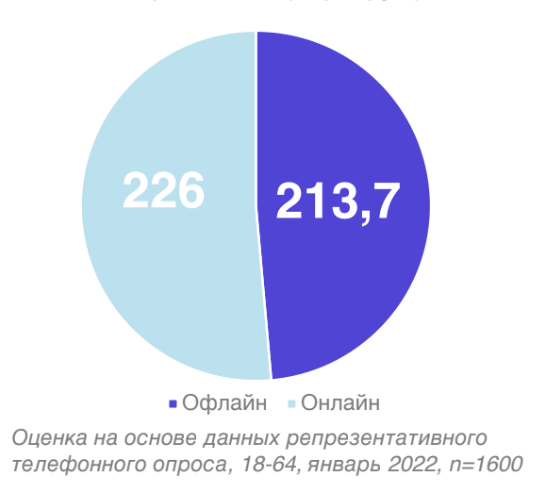 226
213,7
Офлайн Онлайн
Оценка на основе данных репрезентативного
телефонного опроса, 18-64, январь 2022, n=1600